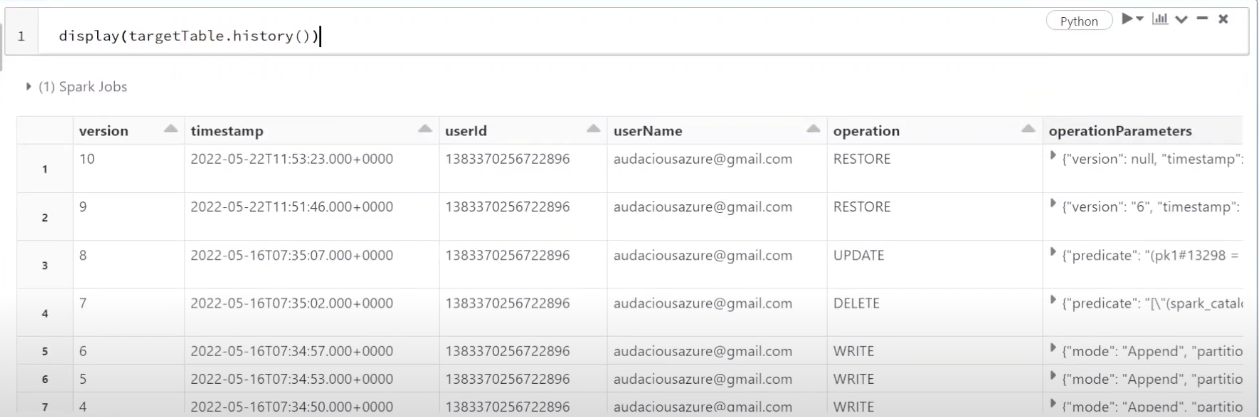 Python
1 display(targetTable.history())
(1) Spark Jobs
version timestamp userId userName operation operationParameters
1 10 2022-05-22T11:53:23.000+0000 1383370256722896 audaciousazure@gmail.com RESTORE {"version": null, "timestamp":
2 9 2022-05-22T11:51:46.000+0000 1383370256722896 audaciousazure@gmail.com RESTORE {"version": "6", "timestamp":
3 8 2022-05-16T07:35:07.000+0000 1383370256722896 audaciousazure@gmail.com UPDATE {"predicate": "(pk1#13298 =
4 7 2022-05-16T07:35:02.000+0000 1383370256722896 audaciousazure@gmail.com DELETE {"predicate": "[\"(spark_catal
5 6 2022-05-16T07:34:57.000+0000 1383370256722896 audaciousazure@gmail.com WRITE {"mode": "Append", "partitio
6 5 2022-05-16T07:34:53.000+0000 1383370256722896 audaciousazure@gmail.com WRITE {"mode": "Append", "partitio
7 4 2022-05-16T07:34:50.000+0000 1383370256722896 audaciousazure@gmail.com WRITE {"mode": "Append", "partitio